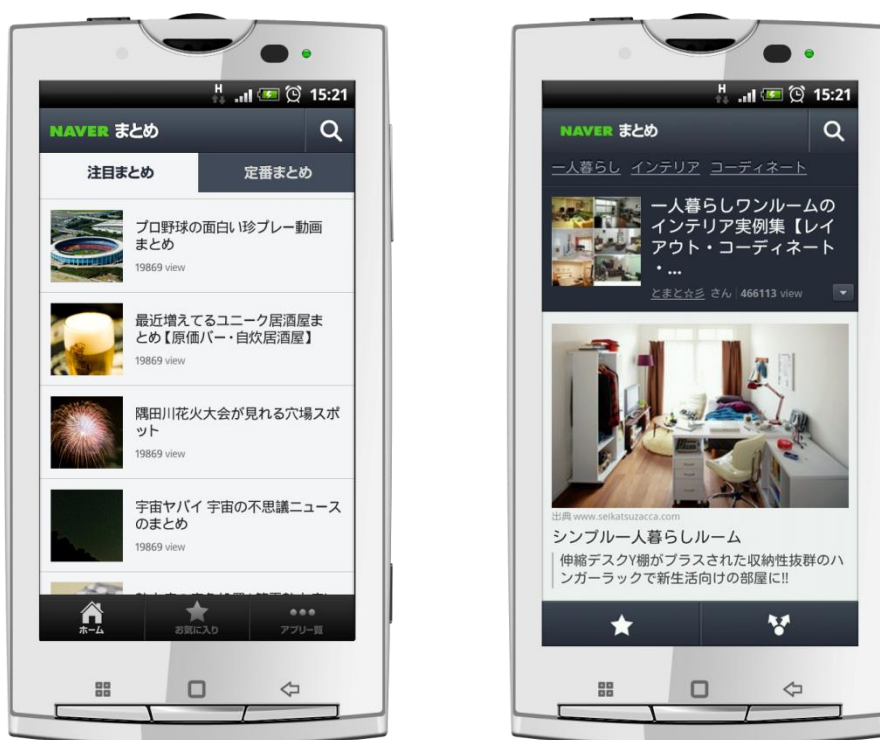 H 15:21
NAVER まとめ
注目まとめ 定番まとめ
プロ野球の面白い珍プレー動画
まとめ
19869 view
最近増えてるユニーク居酒屋ま
とめ【原価バー・自炊居酒屋】
19869 view
隅田川花火大会が見れる穴場スポ
ット
19869 view
宇宙ヤバイ 宇宙の不思議ニュース
のまとめ
19869 view
ホーム お気に入り アプリ一覧
H 15:21
NAVER まとめ
一人暮らし インテリア コーディネート
一人暮らしワンルームの
インテリア実例集【レイ
アウト・コーディネート
・...
とまと☆彡 さん 466113 view
出典 www.seikatsuzacca.com
シンプル一人暮らしルーム
伸縮デスクY棚がプラスされた収納性抜群のハ
ンガーラックで新生活向けの部屋に!!